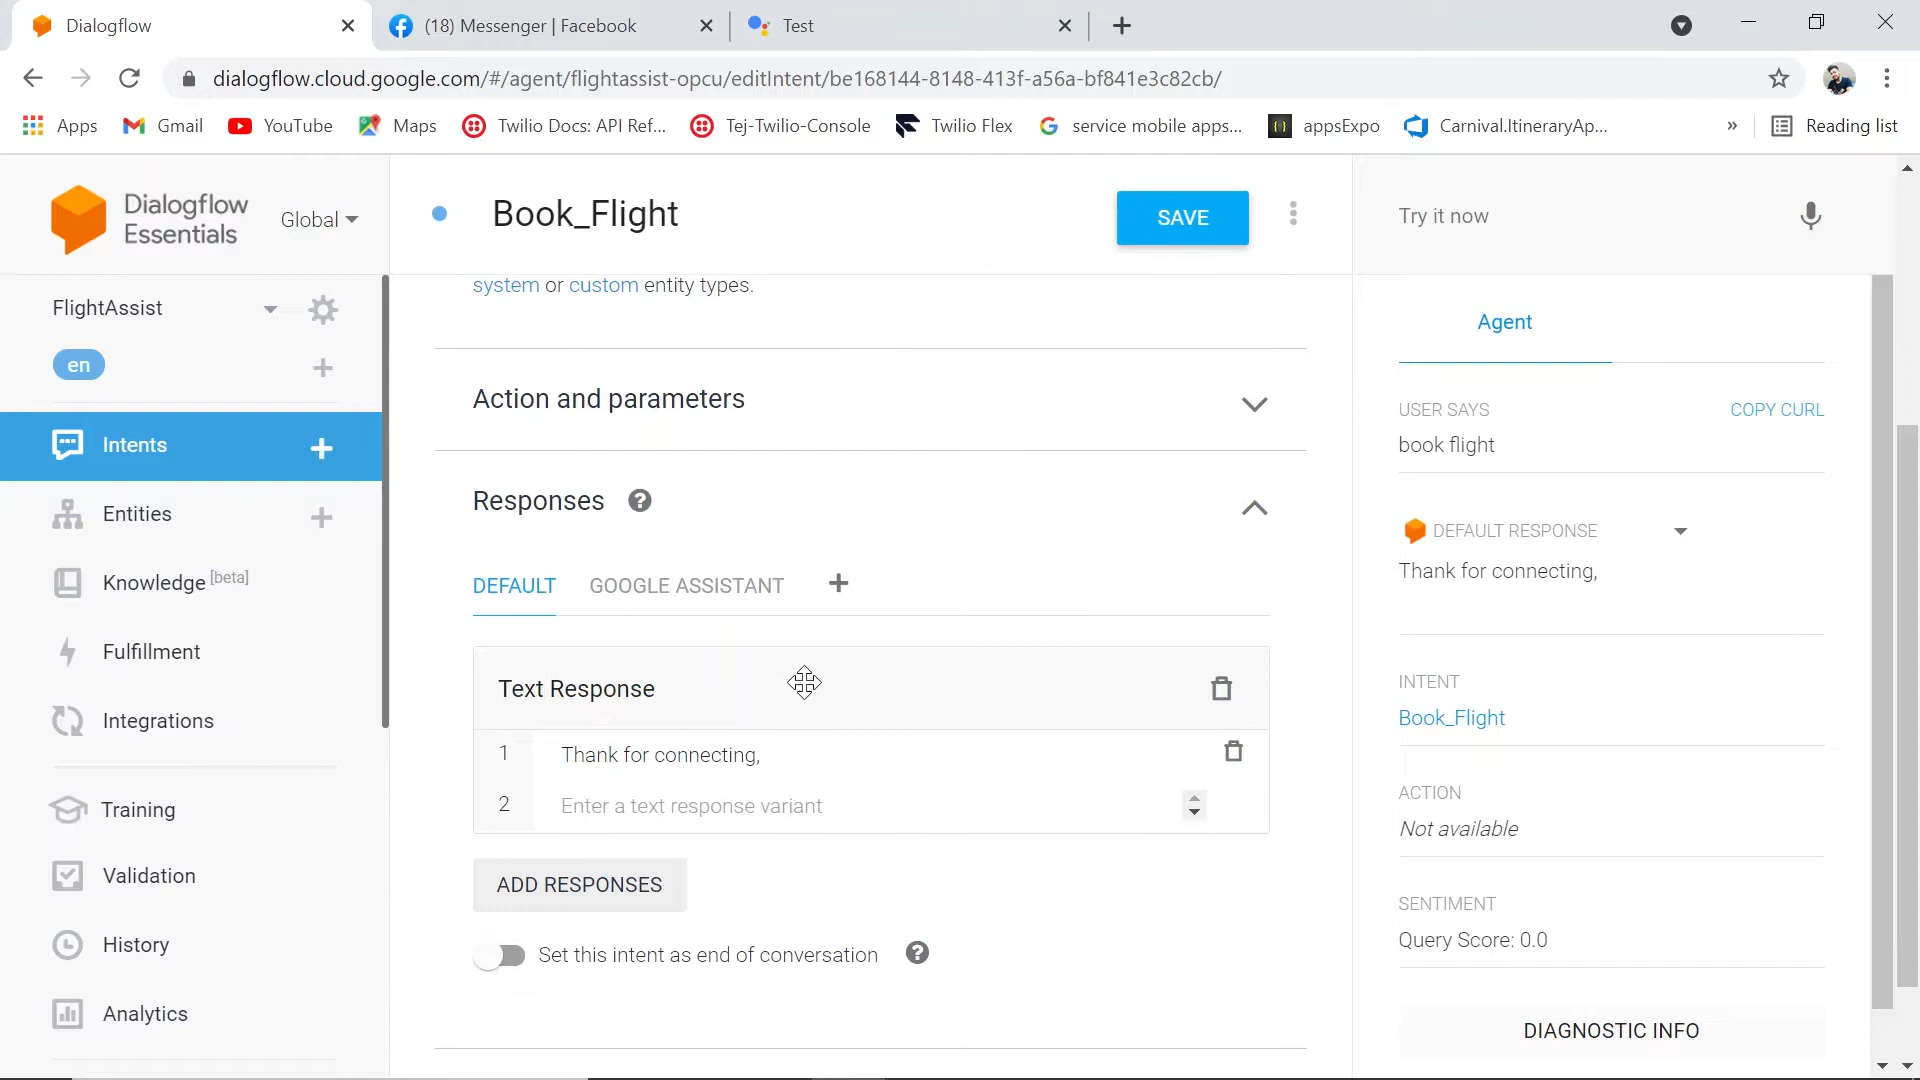 Dialogflow
(18) Messenger | Facebook
Test
dialogflow.cloud.google.com/#/agent/flightassist-opcu/editIntent/be168144-8148-413f-a56a-bf841e3c82cb/
Apps
Gmail
YouTube
Maps
Twilio Docs: API Ref...
Tej-Twilio-Console
Twilio Flex
service mobile apps...
appsExpo
Carnival.ItineraryAp...
»
Reading list
Dialogflow
Essentials
Global
FlightAssist
en
Intents
Entities
Knowledge [beta]
Fulfillment
Integrations
Training
Validation
History
Analytics
Book_Flight
SAVE
system or custom entity types.
Action and parameters
Responses
DEFAULT
GOOGLE ASSISTANT
Text Response
1 Thank for connecting,
2 Enter a text response variant
ADD RESPONSES
Set this intent as end of conversation
Try it now
Agent
USER SAYS
COPY CURL
book flight
DEFAULT RESPONSE
Thank for connecting,
INTENT
Book_Flight
ACTION
Not available
SENTIMENT
Query Score: 0.0
DIAGNOSTIC INFO